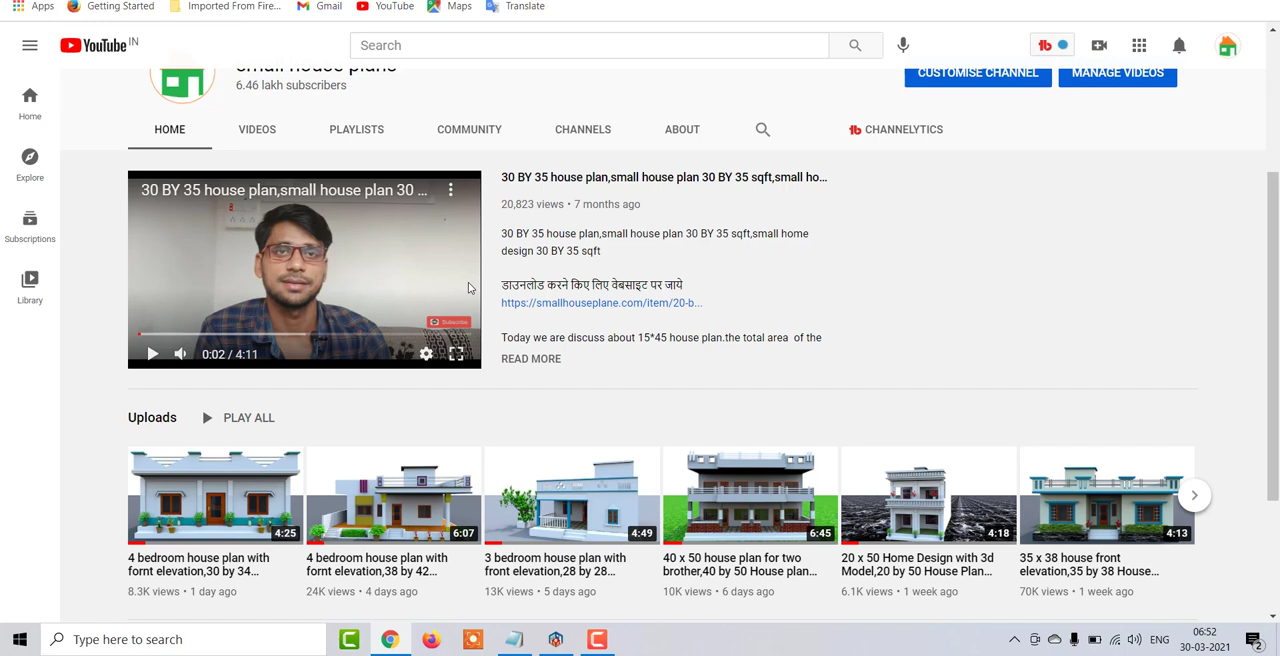 Apps Getting Started Imported From Fire... Gmail YouTube Maps Translate
YouTube IN
Search
small house plans
6.46 lakh subscribers
CUSTOMISE CHANNEL
MANAGE VIDEOS
HOME VIDEOS PLAYLISTS COMMUNITY CHANNELS ABOUT CHANNELYTICS
Home
Explore
Subscriptions
Library
30 BY 35 house plan,small house plan 30 ...
Subscribe
0:02 / 4:11
30 BY 35 house plan,small house plan 30 BY 35 sqft,small ho...
20,823 views • 7 months ago
30 BY 35 house plan,small house plan 30 BY 35 sqft,small home
design 30 BY 35 sqft
डाउनलोड करने किए लिए वेबसाइट पर जाये
https://smallhouseplane.com/item/20-b...
Today we are discuss about 15*45 house plan.the total area of the
READ MORE
Uploads PLAY ALL
4:25
4 bedroom house plan with
fornt elevation,30 by 34...
8.3K views • 1 day ago
6:07
4 bedroom house plan with
fornt elevation,38 by 42...
24K views • 4 days ago
4:49
3 bedroom house plan with
front elevation,28 by 28...
13K views • 5 days ago
6:45
40 x 50 house plan for two
brother,40 by 50 House plan...
10K views • 6 days ago
4:18
20 x 50 Home Design with 3d
Model,20 by 50 House Plan...
6.1K views • 1 week ago
4:13
35 x 38 house front
elevation,35 by 38 House...
70K views • 1 week ago
Type here to search
ENG
06:52
30-03-2021
2